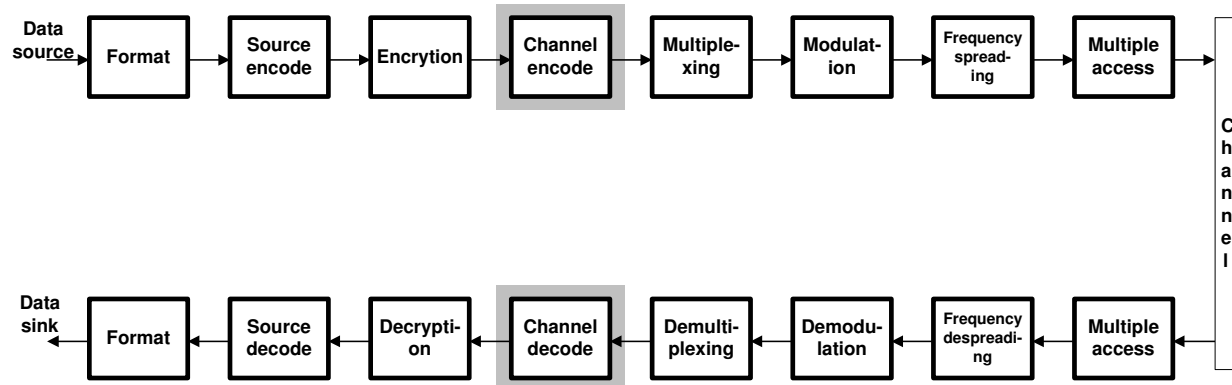 Data
source
Format
Source
encode
Encrytion
Channel
encode
Multiple-
xing
Modulat-
ion
Frequency
spread-
ing
Multiple
access
C
h
a
n
n
e
l
Data
sink
Format
Source
decode
Decrypti-
on
Channel
decode
Demulti-
plexing
Demodu-
lation
Frequency
despreadi-
ng
Multiple
access